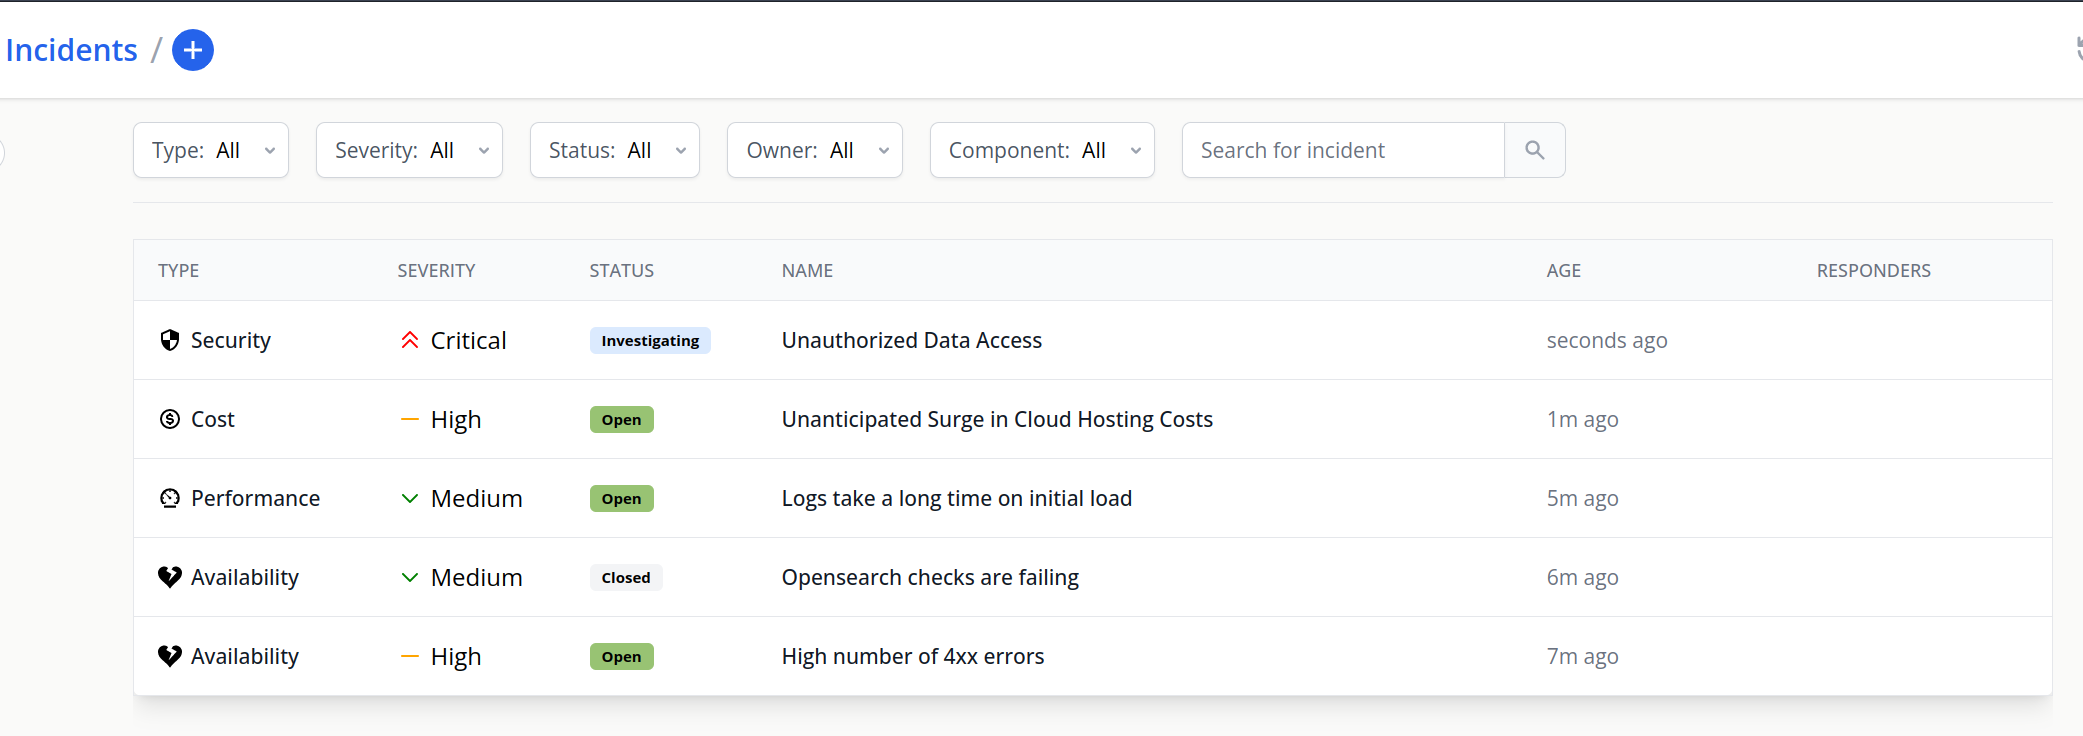 Incidents / +
Type: All Severity: All Status: All Owner: All Component: All Search for incident
TYPE SEVERITY STATUS NAME AGE RESPONDERS
Security Critical Investigating Unauthorized Data Access seconds ago
Cost High Open Unanticipated Surge in Cloud Hosting Costs 1m ago
Performance Medium Open Logs take a long time on initial load 5m ago
Availability Medium Closed Opensearch checks are failing 6m ago
Availability High Open High number of 4xx errors 7m ago